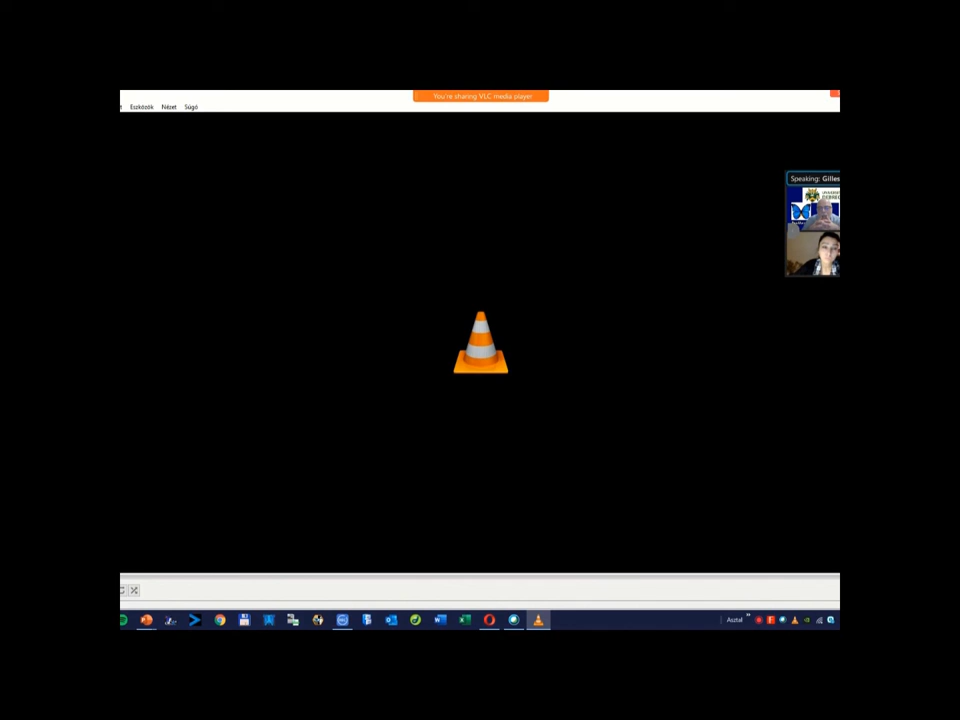 You're sharing VLC media player
Eszközök Nézet Súgó
Speaking: Gilles
Asztal